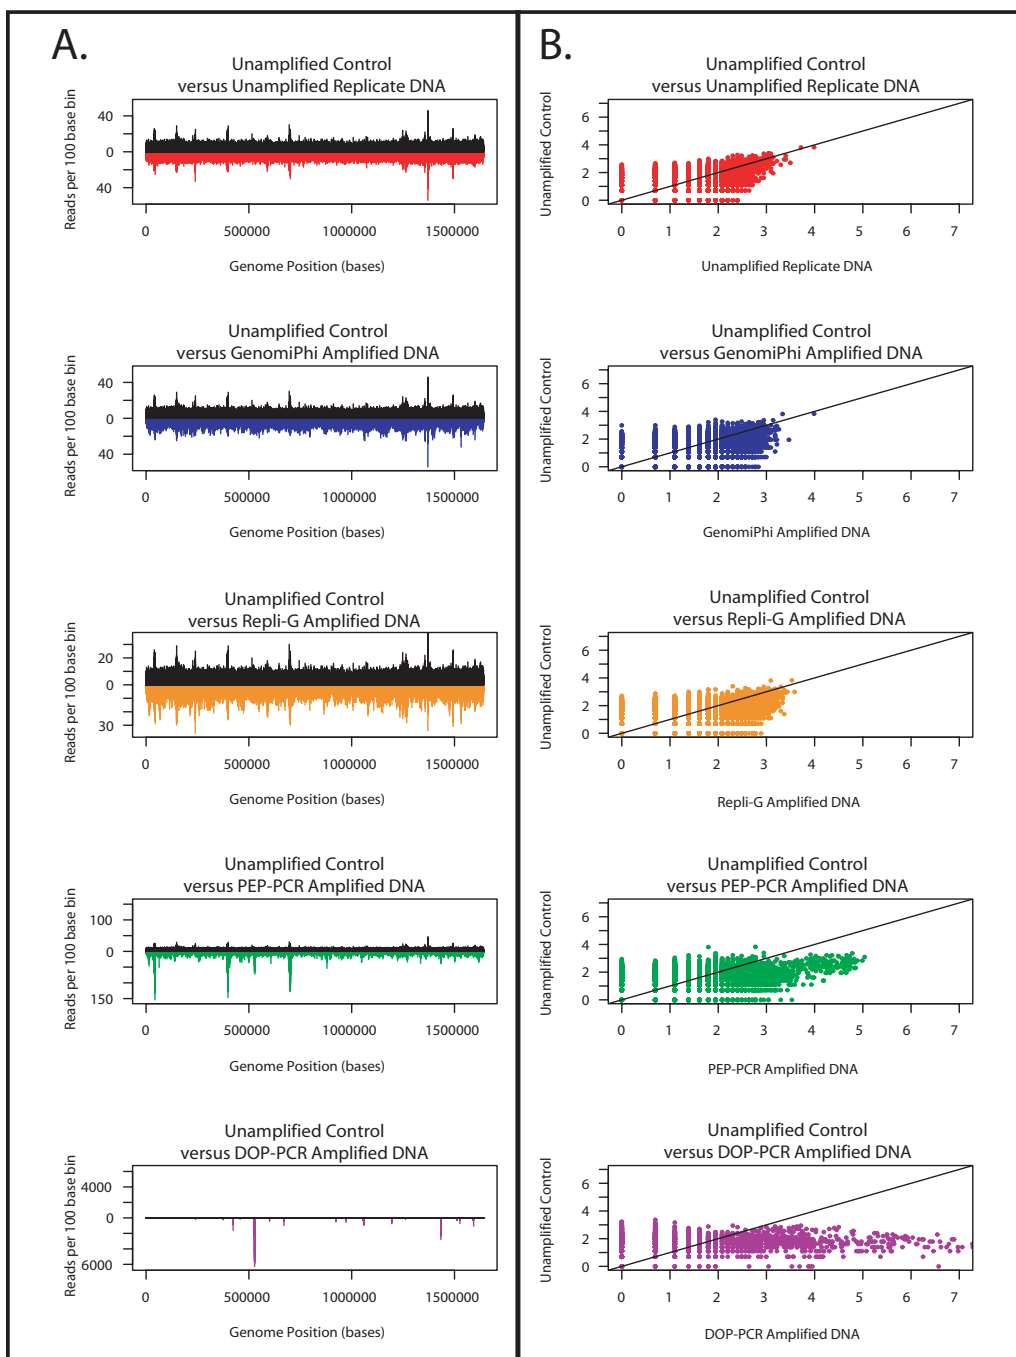 A.
Unamplified Control
versus Unamplified Replicate DNA
Reads per 100 base bin
40
0
40
0 500000 1000000 1500000
Genome Position (bases)
Unamplified Control
versus GenomiPhi Amplified DNA
Reads per 100 base bin
40
0
40
0 500000 1000000 1500000
Genome Position (bases)
Unamplified Control
versus Repli-G Amplified DNA
Reads per 100 base bin
20
0
30
0 500000 1000000 1500000
Genome Position (bases)
Unamplified Control
versus PEP-PCR Amplified DNA
Reads per 100 base bin
100
0
150
0 500000 1000000 1500000
Genome Position (bases)
Unamplified Control
versus DOP-PCR Amplified DNA
Reads per 100 base bin
4000
0
6000
0 500000 1000000 1500000
Genome Position (bases)
B.
Unamplified Control
versus Unamplified Replicate DNA
Unamplified Control
6
4
2
0
0 1 2 3 4 5 6 7
Unamplified Replicate DNA
Unamplified Control
versus GenomiPhi Amplified DNA
Unamplified Control
6
4
2
0
0 1 2 3 4 5 6 7
GenomiPhi Amplified DNA
Unamplified Control
versus Repli-G Amplified DNA
Unamplified Control
6
4
2
0
0 1 2 3 4 5 6 7
Repli-G Amplified DNA
Unamplified Control
versus PEP-PCR Amplified DNA
Unamplified Control
6
4
2
0
0 1 2 3 4 5 6 7
PEP-PCR Amplified DNA
Unamplified Control
versus DOP-PCR Amplified DNA
Unamplified Control
6
4
2
0
0 1 2 3 4 5 6 7
DOP-PCR Amplified DNA